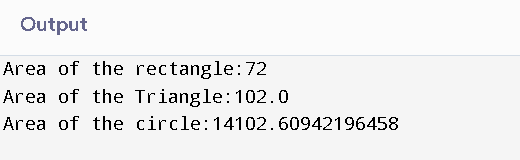 Output
Area of the rectangle:72
Area of the Triangle:102.0
Area of the circle:14102.60942196458